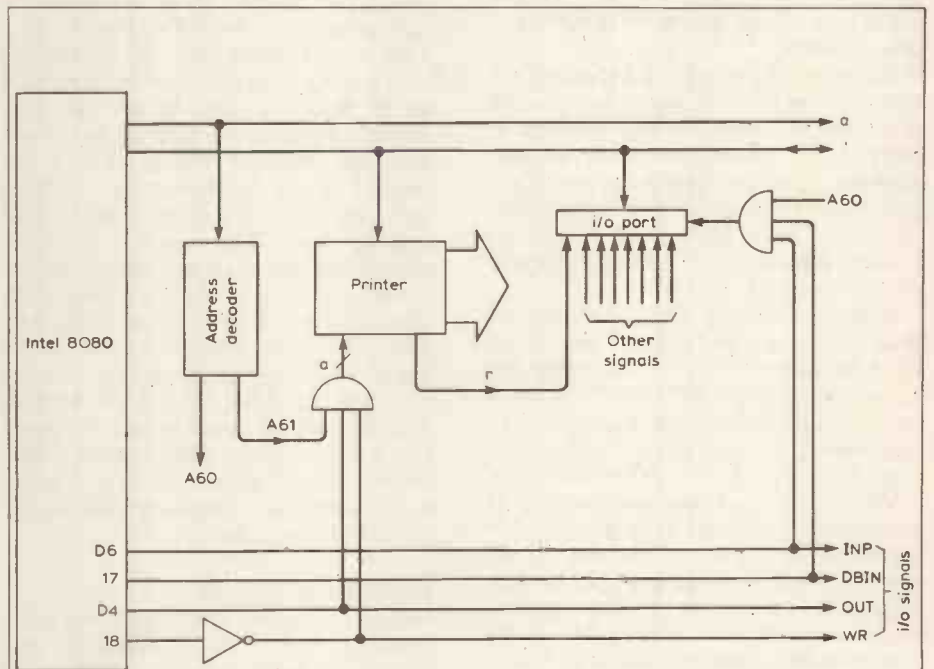 a
i/o port
A60
Address
decoder
Printer
Intel 8080
Other
signals
a
r
A61
A60
D6
INP
17
DBIN
D4
OUT
18
WR
i/o signals